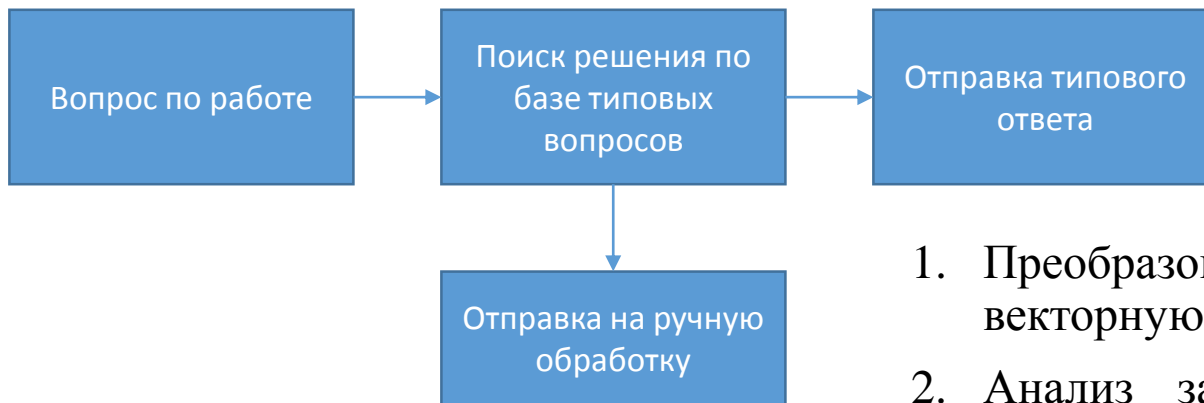 Вопрос по работе
Поиск решения по
базе типовых
вопросов
Отправка типового
ответа
Отправка на ручную
обработку
1.
векторную
2. Анализ